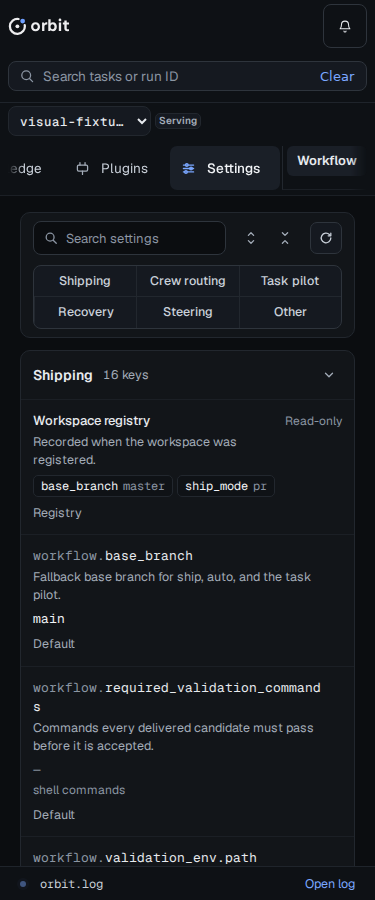 orbit
Search tasks or run ID Clear
visual-fixtu… Serving
edge Plugins Settings Workflow
Search settings
Shipping Crew routing Task pilot
Recovery Steering Other
Shipping 16 keys
Workspace registry Read-only
Recorded when the workspace was
registered.
base_branch master ship_mode pr
Registry
workflow.base_branch
Fallback base branch for ship, auto, and the task
pilot.
main
Default
workflow.required_validation_command
s
Commands every delivered candidate must pass
before it is accepted.
—
shell commands
Default
workflow.validation_env.path
orbit.log Open log